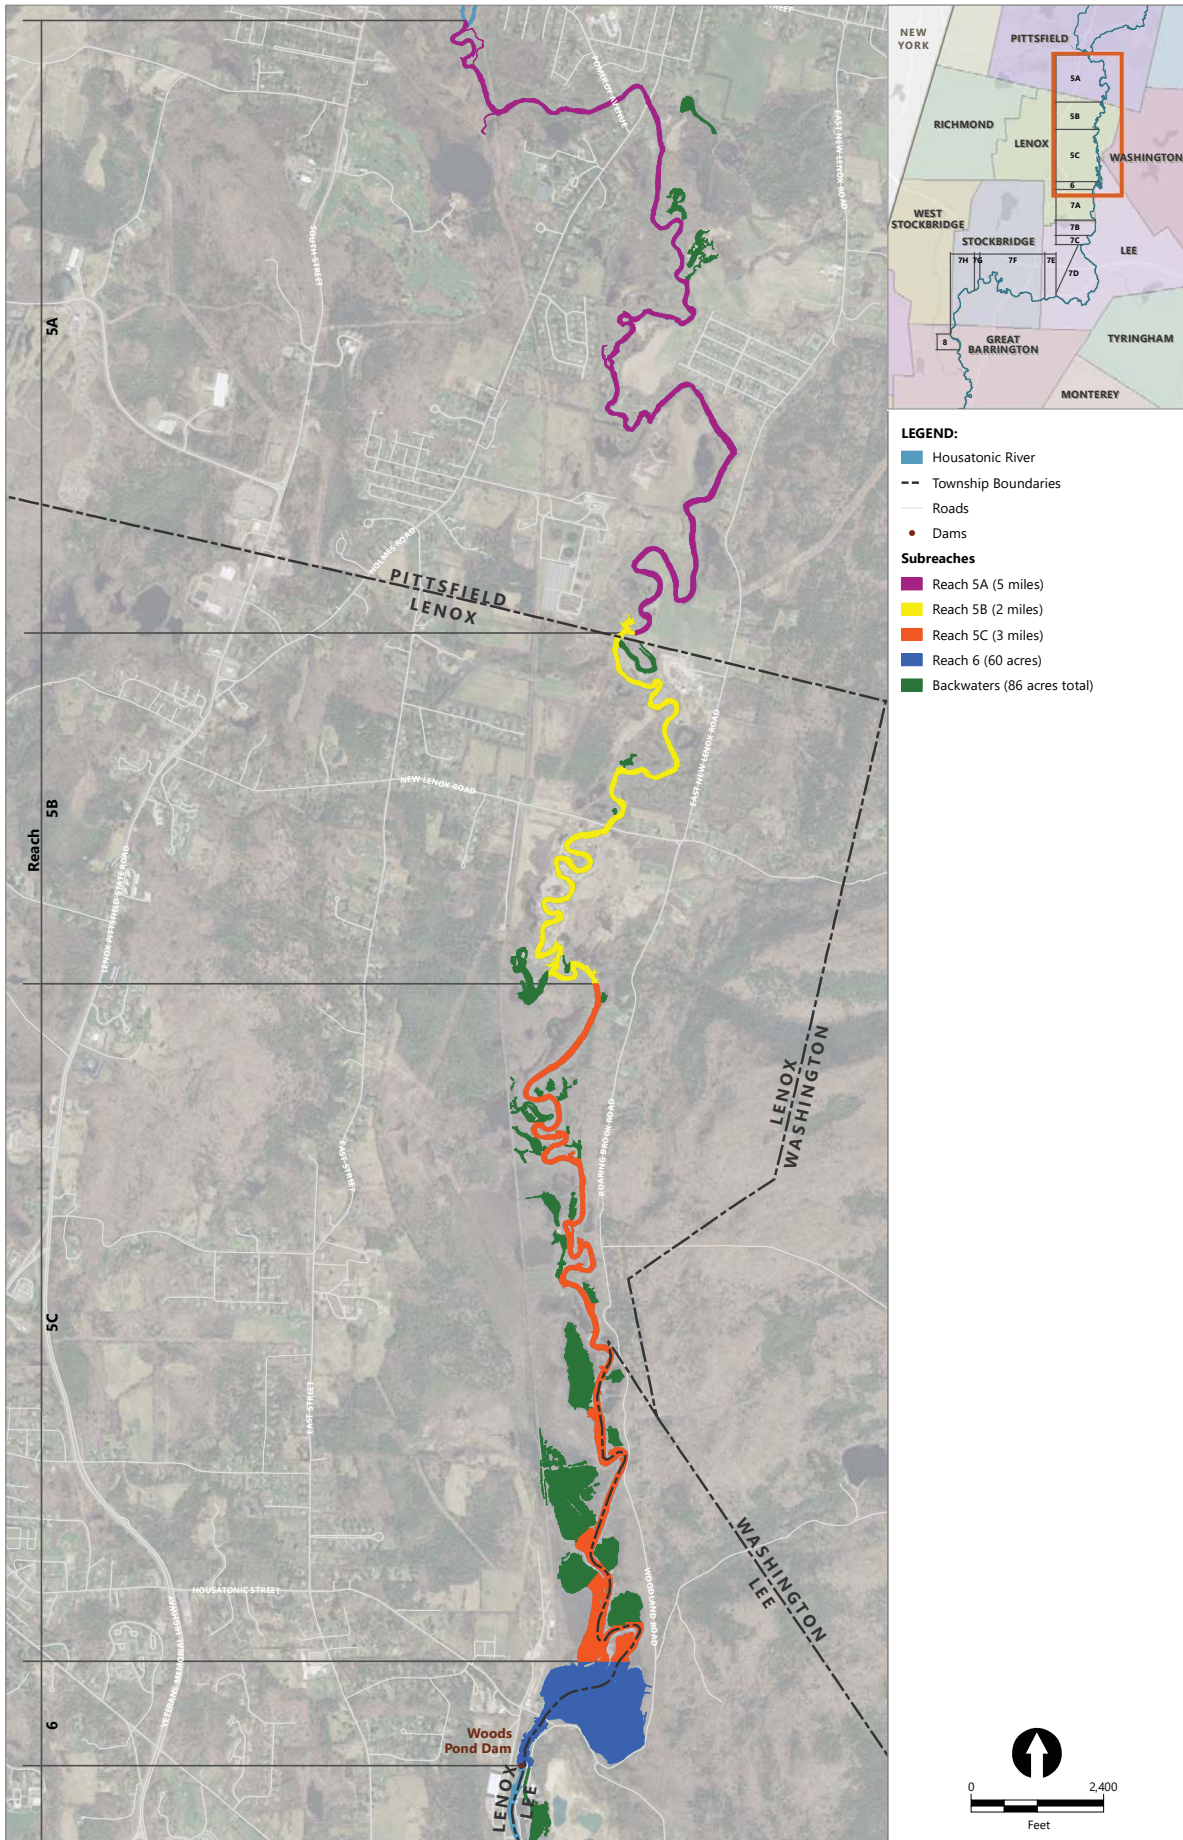 STREET
POMEROY AVENUE
EAST NEW LENOX ROAD
SOUTH STREET
5A
HOLMES ROAD
PITTSFIELD
LENOX
NEW LENOX ROAD
EAST NEW LENOX ROAD
5B
Reach
LENOX PITTSFIELD STATE ROAD
LENOX
WASHINGTON
ROARING BROOK ROAD
EAST STREET
5C
EAST STREET
WASHINGTON
LEE
HOUSATONIC STREET
WOODLAND ROAD
VETERANS MEMORIAL HIGHWAY
6
Woods
Pond Dam
LENOX
LEE
NEW
YORK
PITTSFIELD
5A
5B
RICHMOND
LENOX
5C
WASHINGTON
6
7A
WEST
STOCKBRIDGE
7B
STOCKBRIDGE
7C
LEE
7H
7G
7F
7E
7D
8
GREAT
BARRINGTON
TYRINGHAM
MONTEREY
LEGEND:
Housatonic River
Township Boundaries
Roads
Dams
Subreaches
Reach 5A (5 miles)
Reach 5B (2 miles)
Reach 5C (3 miles)
Reach 6 (60 acres)
Backwaters (86 acres total)
0 2,400
Feet